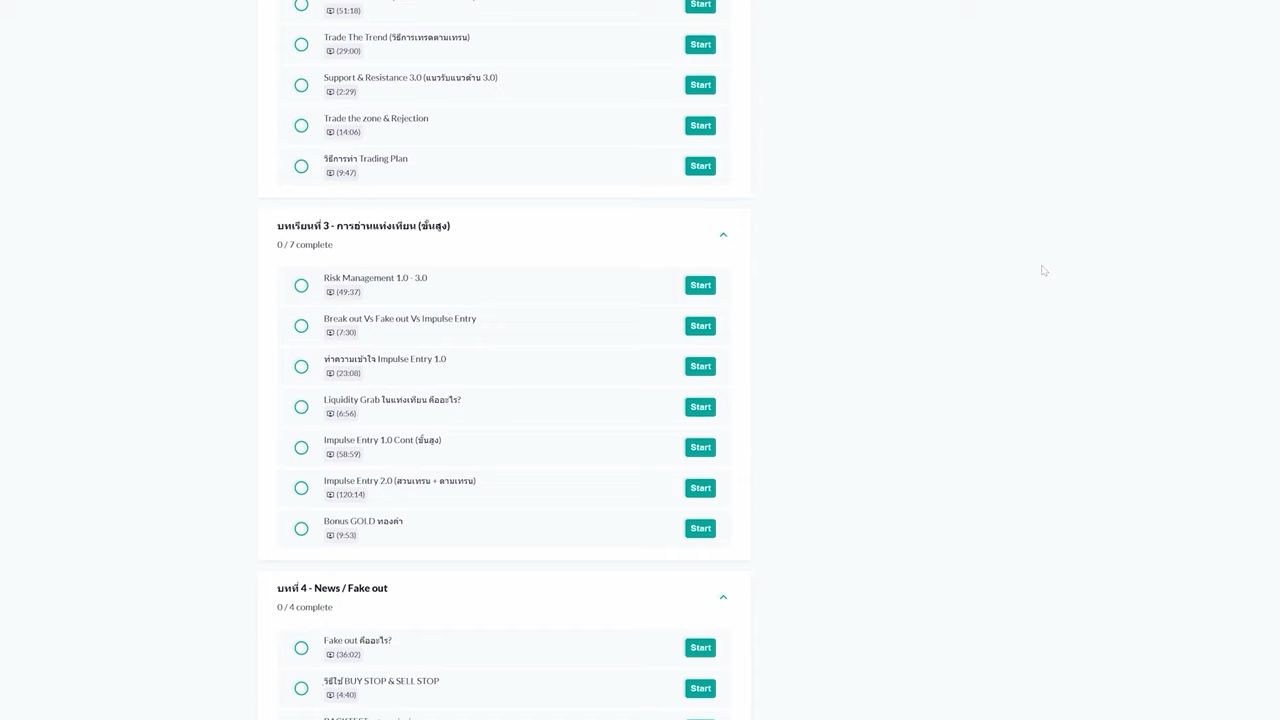 (51:18)
Start
Trade The Trend (วิธีการเทรดตามเทรน)
(29:00)
Start
Support & Resistance 3.0 (แนวรับแนวต้าน 3.0)
(2:29)
Start
Trade the zone & Rejection
(14:06)
Start
วิธีการทำ Trading Plan
(9:47)
Start
บทเรียนที่ 3 - การอ่านแท่งเทียน (ขั้นสูง)
0 / 7 complete
Risk Management 1.0 - 3.0
(49:37)
Start
Break out Vs Fake out Vs Impulse Entry
(7:30)
Start
ทำความเข้าใจ Impulse Entry 1.0
(23:08)
Start
Liquidity Grab ในแท่งเทียน คืออะไร?
(6:56)
Start
Impulse Entry 1.0 Cont (ขั้นสูง)
(58:59)
Start
Impulse Entry 2.0 (สวนเทรน + ตามเทรน)
(120:14)
Start
Bonus GOLD ทองคำ
(9:53)
Start
บทที่ 4 - News / Fake out
0 / 4 complete
Fake out คืออะไร?
(36:02)
Start
วิธีใช้ BUY STOP & SELL STOP
(4:40)
Start